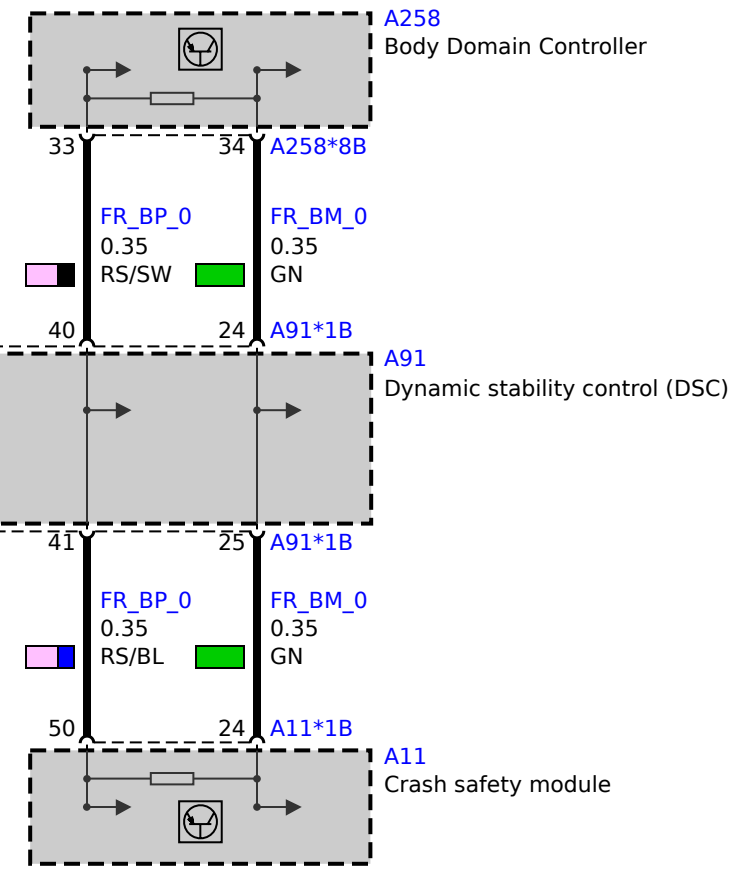 A258
Body Domain Controller
33
34
A258*8B
FR_BP_0
FR_BM_0
0.35
0.35
RS/SW
GN
40
24
A91*1B
A91
Dynamic stability control (DSC)
41
25
A91*1B
FR_BP_0
FR_BM_0
0.35
0.35
RS/BL
GN
50
24
A11*1B
A11
Crash safety module